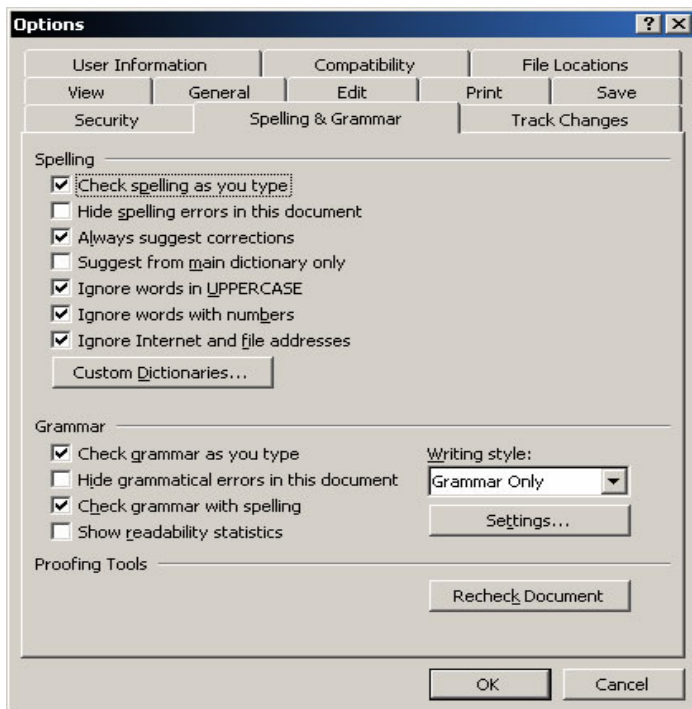 Options
User Information Compatibility File Locations
View General Edit Print Save
Security Spelling & Grammar Track Changes
Spelling
Check spelling as you type
Hide spelling errors in this document
Always suggest corrections
Suggest from main dictionary only
Ignore words in UPPERCASE
Ignore words with numbers
Ignore Internet and file addresses
Custom Dictionaries...
Grammar
Check grammar as you type Writing style:
Hide grammatical errors in this document Grammar Only
Check grammar with spelling
Show readability statistics Settings...
Proofing Tools
Recheck Document
OK Cancel